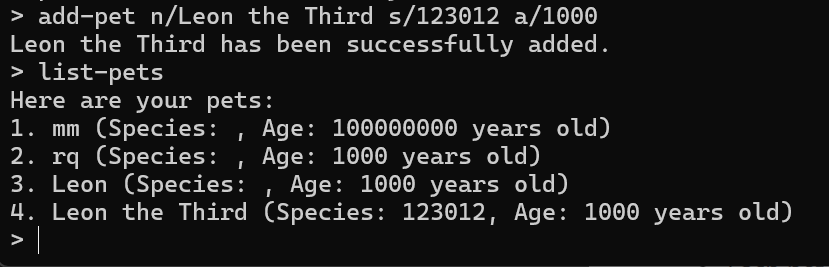 > add-pet n/Leon the Third s/123012 a/1000
Leon the Third has been successfully added.
> list-pets
Here are your pets:
1. mm (Species: , Age: 100000000 years old)
2. rq (Species: , Age: 1000 years old)
3. Leon (Species: , Age: 1000 years old)
4. Leon the Third (Species: 123012, Age: 1000 years old)
>